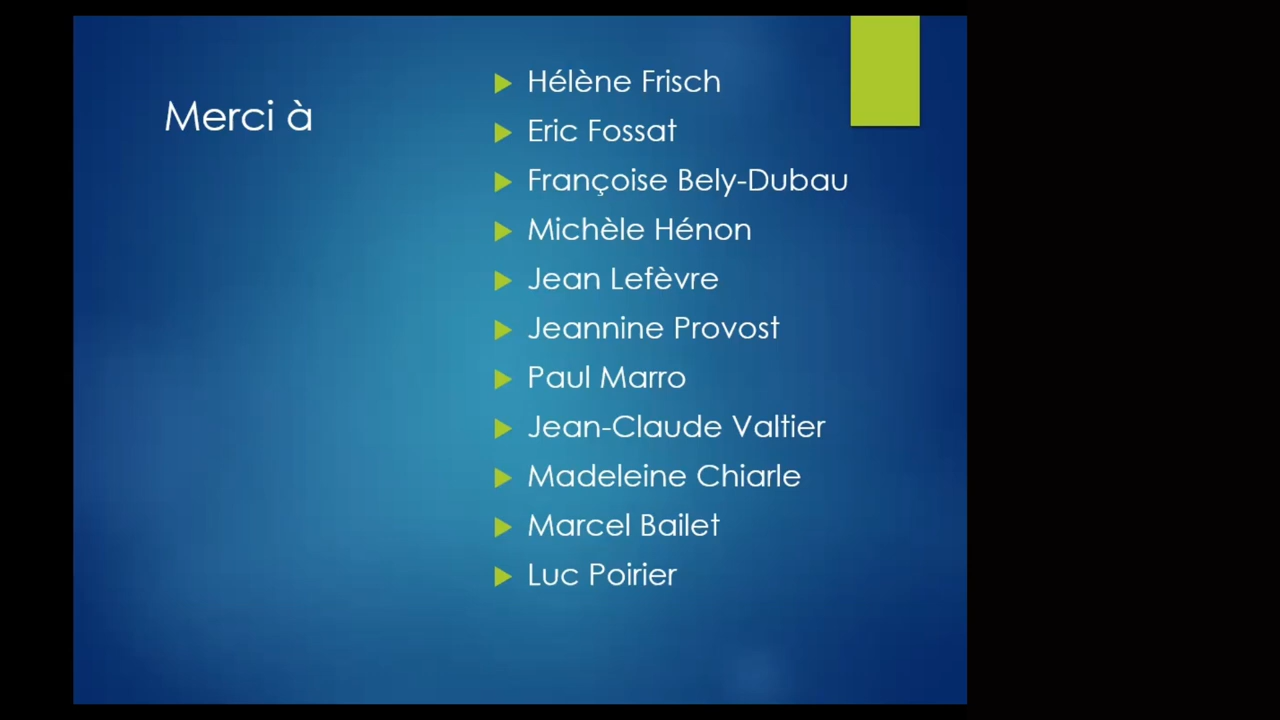 Merci à
Hélène Frisch
Eric Fossat
Françoise Bely-Dubau
Michèle Hénon
Jean Lefèvre
Jeannine Provost
Paul Marro
Jean-Claude Valtier
Madeleine Chiarle
Marcel Bailet
Luc Poirier